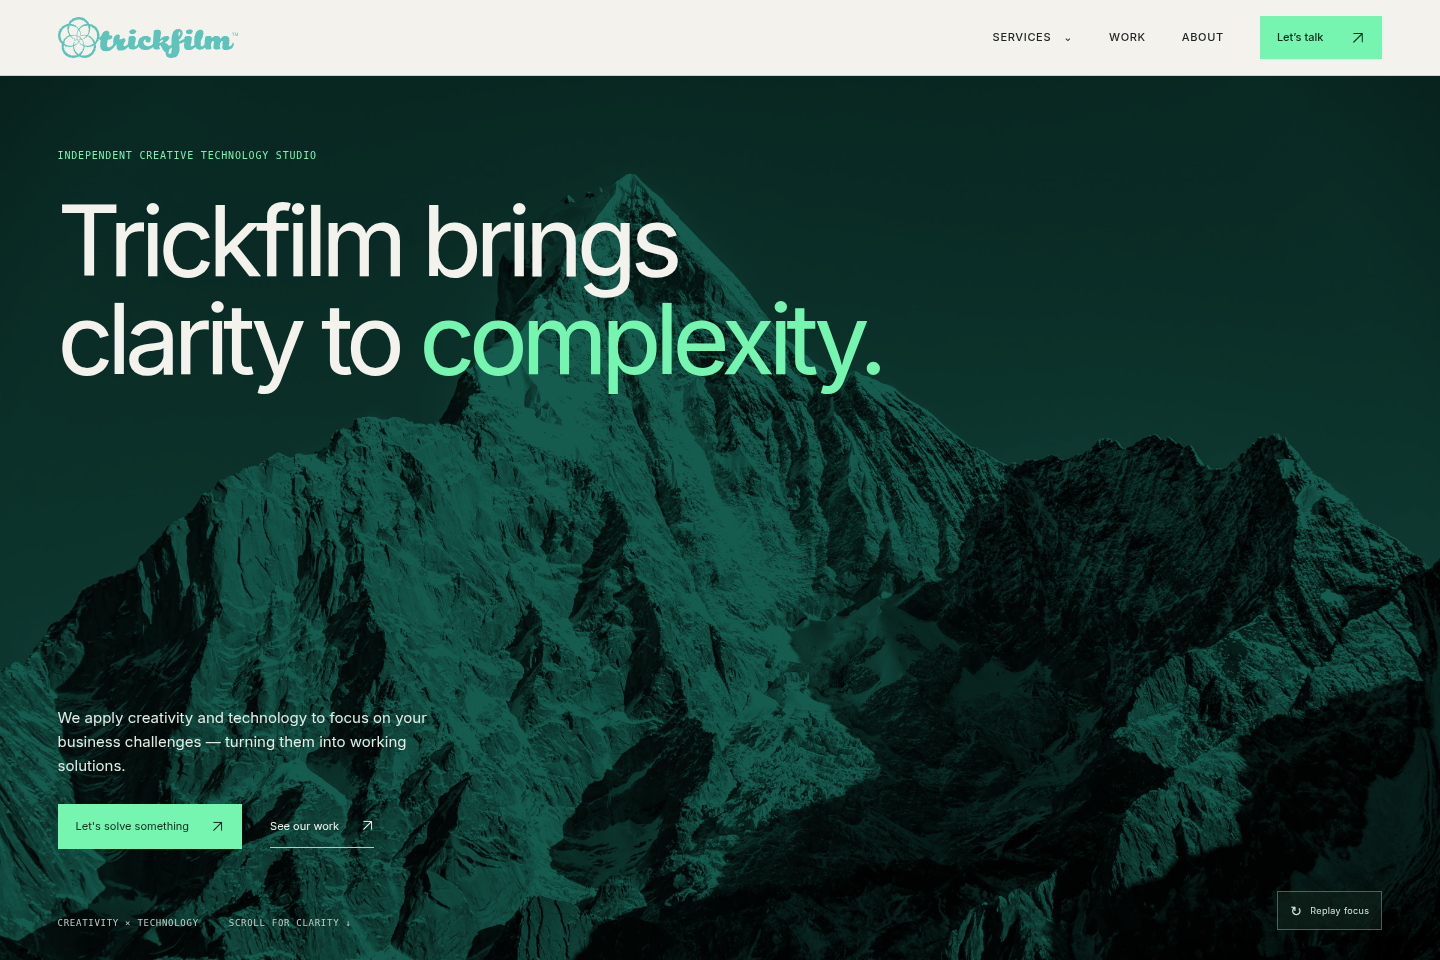 trickfilm™
SERVICES ⌄
WORK
ABOUT
Let's talk
INDEPENDENT CREATIVE TECHNOLOGY STUDIO
Trickfilm brings
clarity to complexity.
We apply creativity and technology to focus on your
business challenges — turning them into working
solutions.
Let's solve something
See our work
CREATIVITY × TECHNOLOGY
SCROLL FOR CLARITY ↓
↻ Replay focus